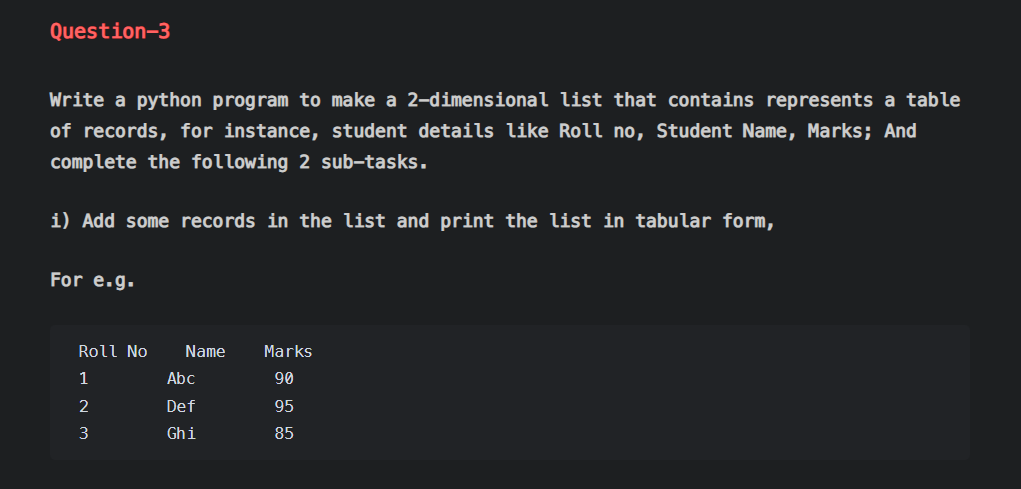 Question-3
Write a python program to make a 2-dimensional list that contains represents a table
of records, for instance, student details like Roll no, Student Name, Marks; And
complete the following 2 sub-tasks.
i) Add some records in the list and print the list in tabular form,
For e.g.
Roll No    Name    Marks
1        Abc        90
2        Def        95
3        Ghi        85